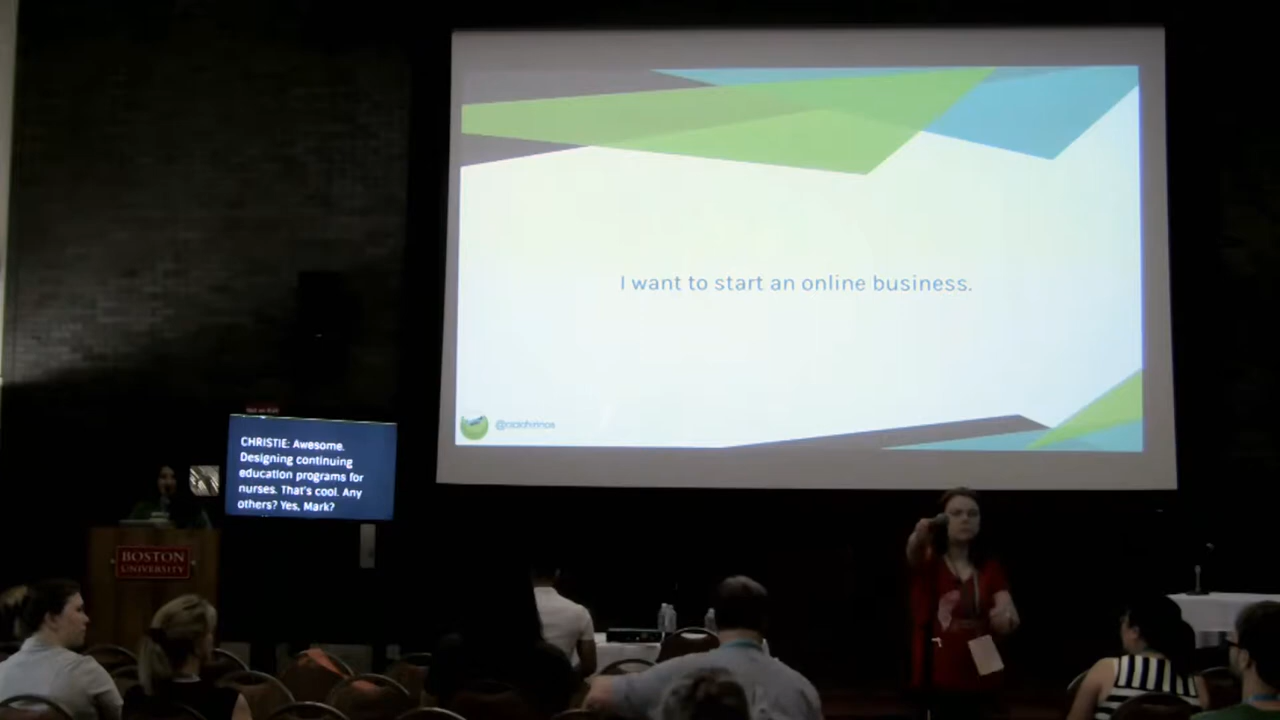 I want to start an online business.
CHRISTIE: Awesome.
Designing continuing
education programs for
nurses. That's cool. Any
others? Yes, Mark?
BOSTON
UNIVERSITY